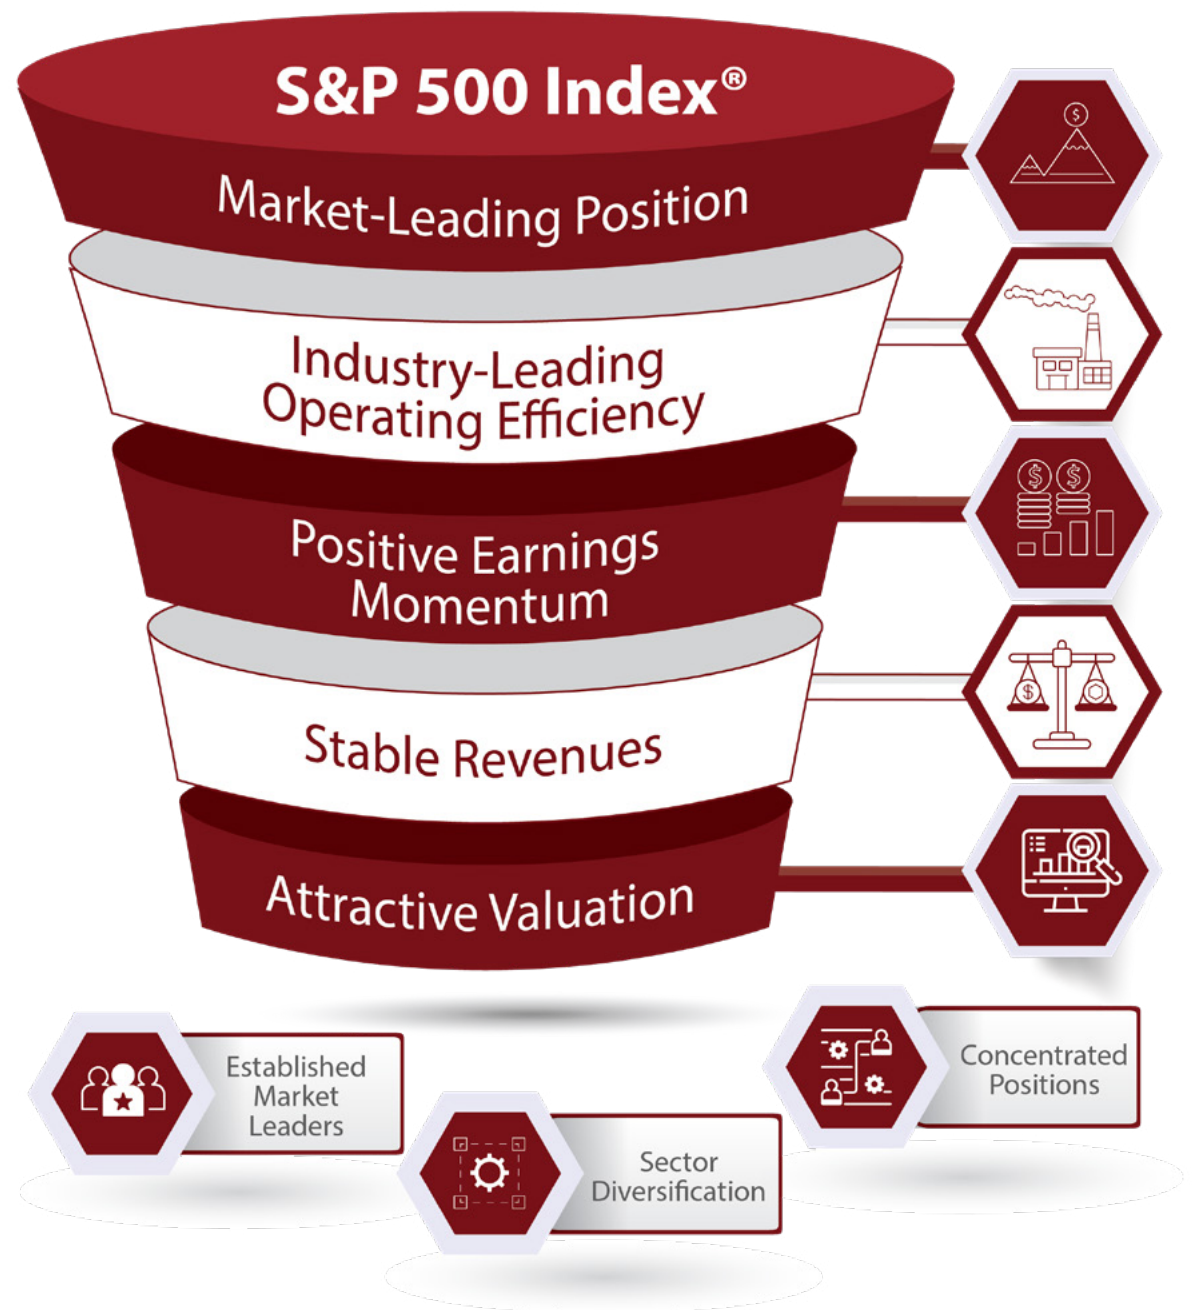 S&P 500 Index®
Market-Leading Position
Industry-Leading
Operating Efficiency
Positive Earnings
Momentum
Stable Revenues
Attractive Valuation
Established
Market
Leaders
Sector
Diversification
Concentrated
Positions